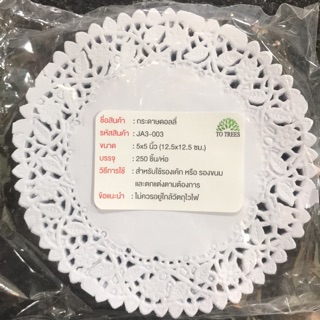 ชื่อสินค้า : กระดาษดอลลี่
รหัสสินค้า : JA3-003
ขนาด : 5x5 นิ้ว (12.5x12.5 ซม.)
บรรจุ : 250 ชิ้น/ห่อ
วิธีการใช้ : สำหรับใช้รองเค้ก หรือ รองขนม
และตกแต่งตามต้องการ
ข้อแนะนำ : ไม่ควรอยู่ใกล้วัตถุไวไฟ
TO TREES